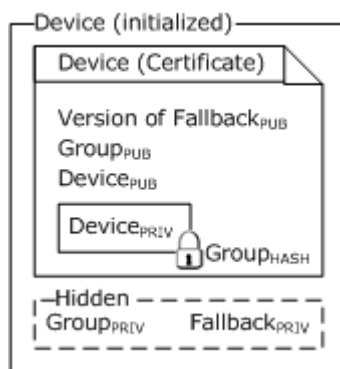 Device (initialized)
Device (Certificate)
Version of FallbackPUB
GroupPUB
DevicePUB
DevicePRIV
GroupHASH
Hidden
GroupPRIV FallbackPRIV